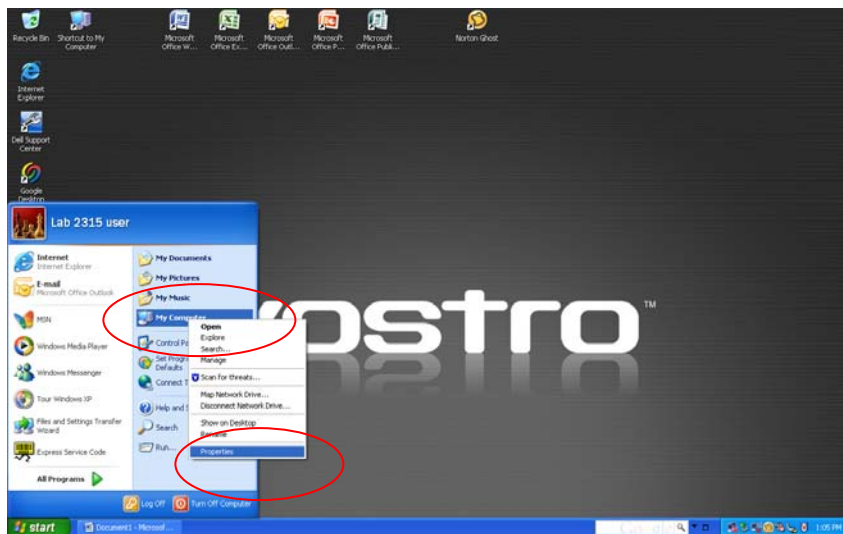 Recycle Bin
Shortcut to My
Computer
Microsoft
Office W...
Microsoft
Office Ex...
Microsoft
Office Outl...
Microsoft
Office P...
Microsoft
Office Publ...
Norton Ghost
Internet
Explorer
Dell Support
Center
Google
Desktop
Lab 2315 user
Internet
Internet Explorer
E-mail
Microsoft Office Outlook
MSN
Windows Media Player
Windows Messenger
Tour Windows XP
Files and Settings Transfer
Wizard
Express Service Code
All Programs
My Documents
My Pictures
My Music
My Computer
Control Pa
Set Progr
Defaults
Connect T
Help and S
Search
Run...
Open
Explore
Search...
Manage
Scan for threats...
Map Network Drive...
Disconnect Network Drive...
Show on Desktop
Rename
Properties
Log Off
Turn Off Computer
vostro™
start
Document1 - Microsof...
1:05 PM